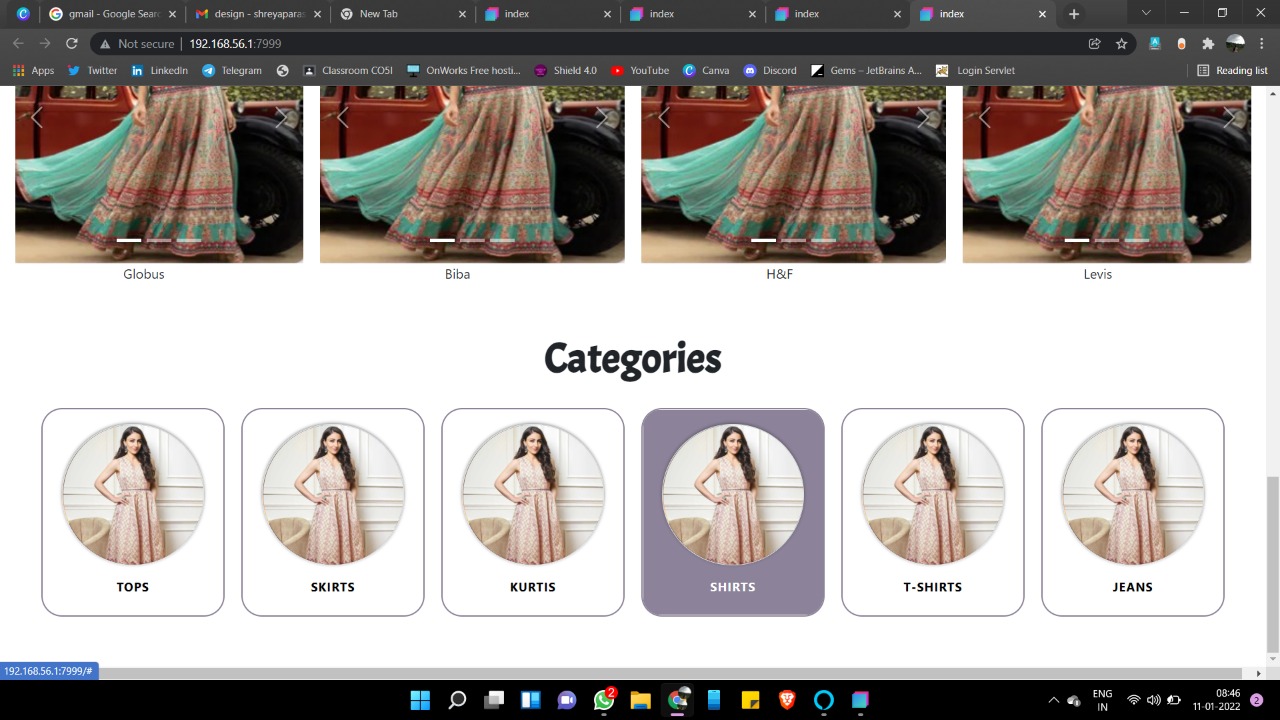 gmail - Google Searc
design - shreyaparas
New Tab
index
index
index
index
Not secure 192.168.56.1:7999
Apps Twitter LinkedIn Telegram Classroom CO5I OnWorks Free hosti... Shield 4.0 YouTube Canva Discord Gems – JetBrains A... Login Servlet Reading list
Globus Biba H&F Levis
Categories
TOPS SKIRTS KURTIS SHIRTS T-SHIRTS JEANS
192.168.56.1:7999/#
2
ENG
IN
08:46
11-01-2022
2